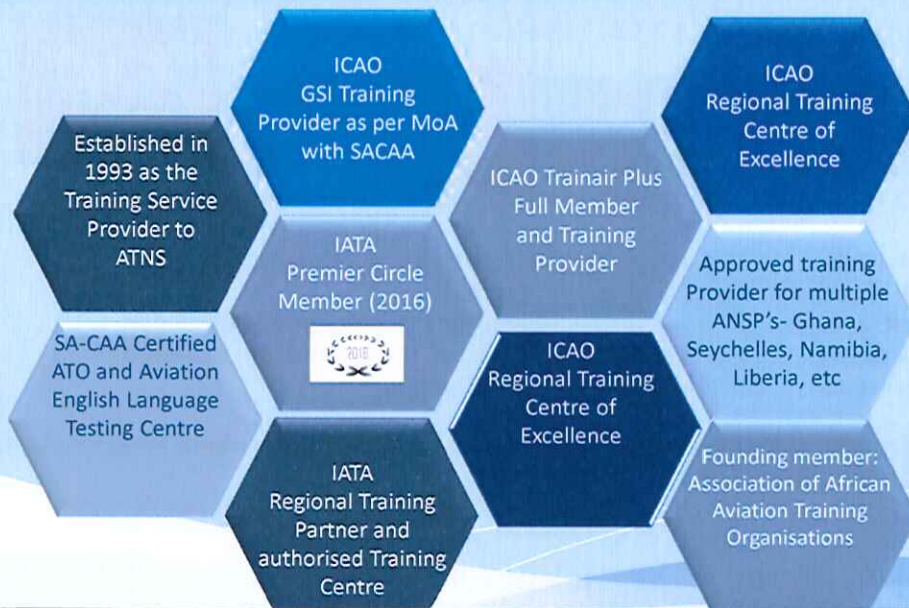 Established in
1993 as the
Training Service
Provider to
ATNS
SA-CAA Certified
ATO and Aviation
English Language
Testing Centre
ICAO
GSI Training
Provider as per MoA
with SACAA
IATA
Premier Circle
Member (2016)
IATA
Regional Training
Partner and
authorised Training
Centre
ICAO Trainair Plus
Full Member
and Training
Provider
ICAO
Regional Training
Centre of
Excellence
ICAO
Regional Training
Centre of
Excellence
Approved training
Provider for multiple
ANSP's- Ghana,
Seychelles, Namibia,
Liberia, etc
Founding member:
Association of African
Aviation Training
Organisations